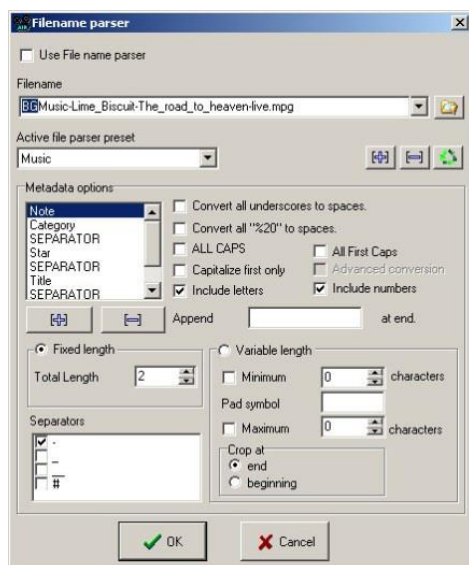 Filename parser
Use File name parser
Filename
BGMusic-Lime_Biscuit-The_road_to_heaven-live.mpg
Active file parser preset
Music
Metadata options
Note
Category
SEPARATOR
Star
SEPARATOR
Title
SEPARATOR
Convert all underscores to spaces.
Convert all "%20" to spaces.
ALL CAPS
All First Caps
Capitalize first only
Advanced conversion
Include letters
Include numbers
Append
at end.
Fixed length
Total Length
2
Separators
-
_
#
Variable length
Minimum
0
characters
Pad symbol
Maximum
0
characters
Crop at
end
beginning
OK
Cancel